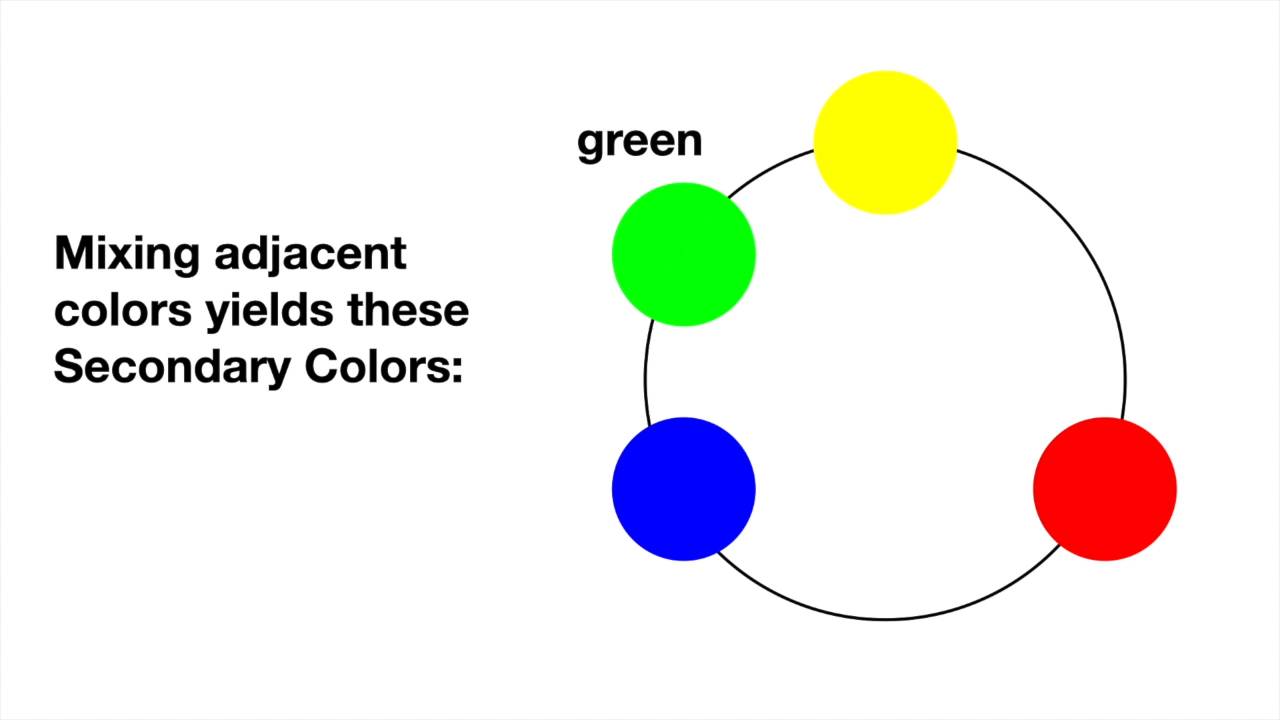 green
Mixing adjacent
colors yields these
Secondary Colors: